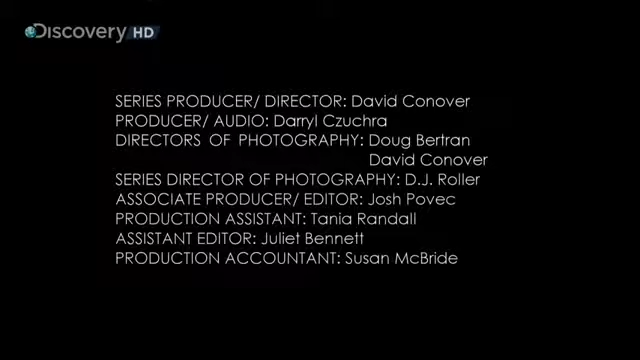 Discovery HD
SERIES PRODUCER/ DIRECTOR: David Conover
PRODUCER/ AUDIO: Darryl Czuchra
DIRECTORS OF PHOTOGRAPHY: Doug Bertran
David Conover
SERIES DIRECTOR OF PHOTOGRAPHY: D.J. Roller
ASSOCIATE PRODUCER/ EDITOR: Josh Povec
PRODUCTION ASSISTANT: Tania Randall
ASSISTANT EDITOR: Juliet Bennett
PRODUCTION ACCOUNTANT: Susan McBride